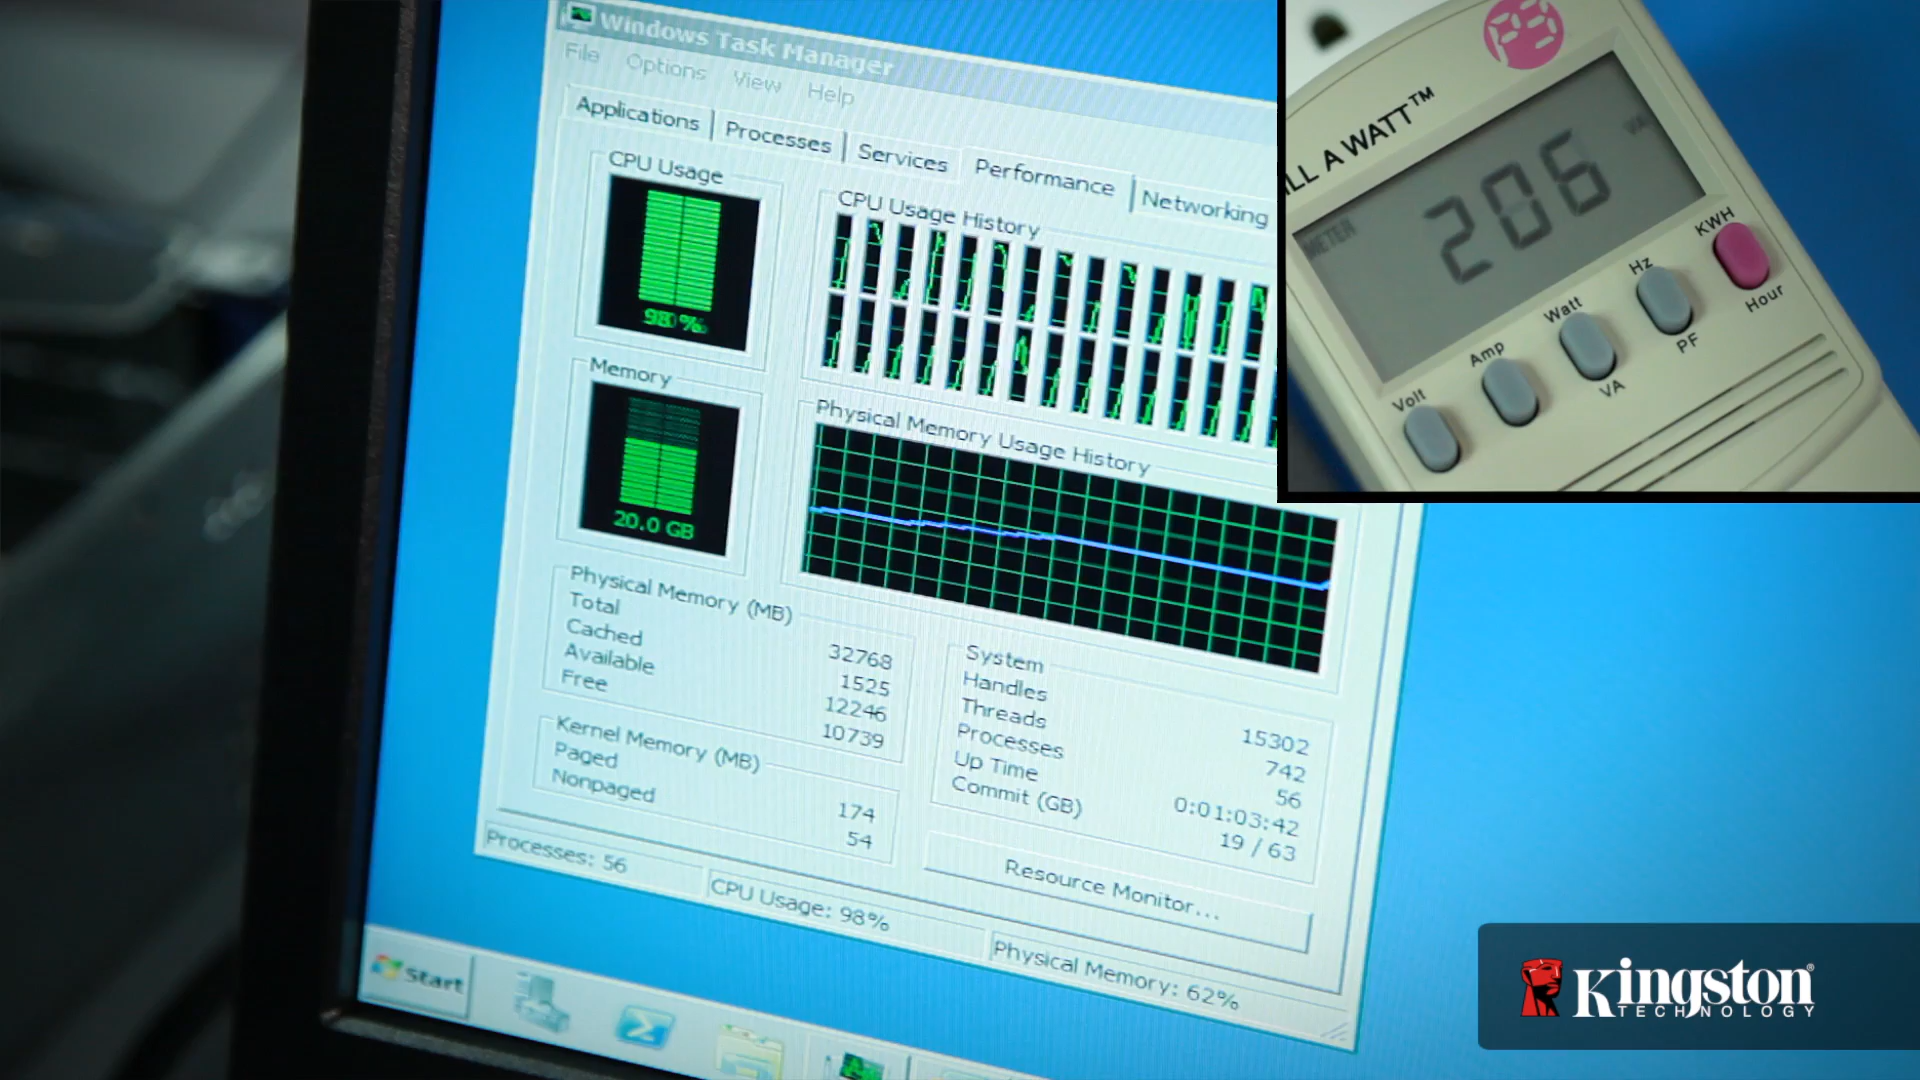 Windows Task Manager
File Options View Help
Applications Processes Services Performance Networking
CPU Usage
98 %
CPU Usage History
Memory
20.0 GB
Physical Memory Usage History
Physical Memory (MB)
Total 32768
Cached 1525
Available 12246
Free 10739
Kernel Memory (MB)
Paged 174
Nonpaged 54
System
Handles 15302
Threads 742
Processes 56
Up Time 0:01:03:42
Commit (GB) 19 / 63
Resource Monitor...
Processes: 56
CPU Usage: 98%
Physical Memory: 62%
Start
P3
ILL A WATT™
206
VA
METER
Volt
Amp
Watt
VA
Hz
PF
KWH
Hour
Kingston®
TECHNOLOGY